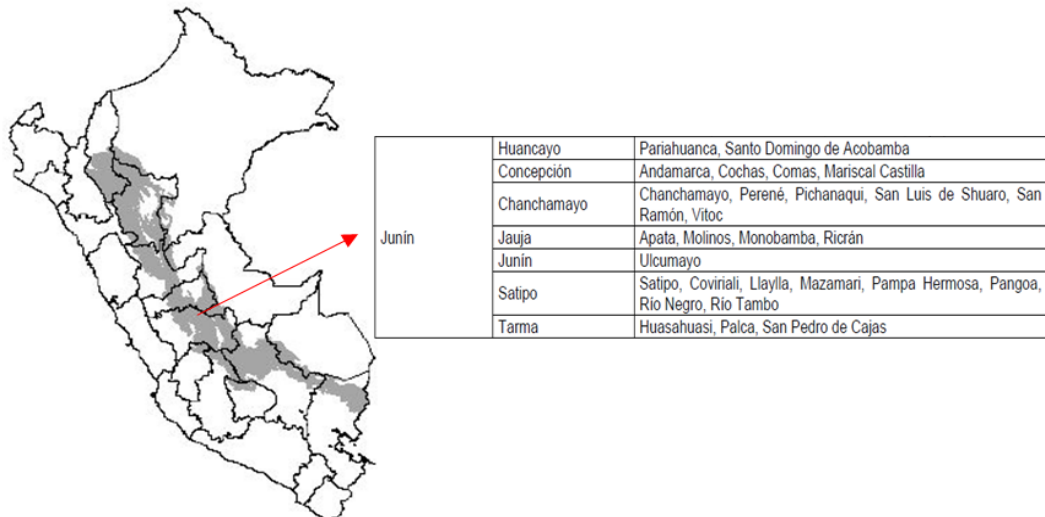 Junín
Huancayo Pariahuanca, Santo Domingo de Acobamba
Concepción Andamarca, Cochas, Comas, Mariscal Castilla
Chanchamayo Chanchamayo, Perené, Pichanaqui, San Luis de Shuaro, San
Ramón, Vitoc
Jauja Apata, Molinos, Monobamba, Ricrán
Junín Ulcumayo
Satipo Satipo, Coviriali, Llaylla, Mazamari, Pampa Hermosa, Pangoa,
Río Negro, Río Tambo
Tarma Huasahuasi, Palca, San Pedro de Cajas